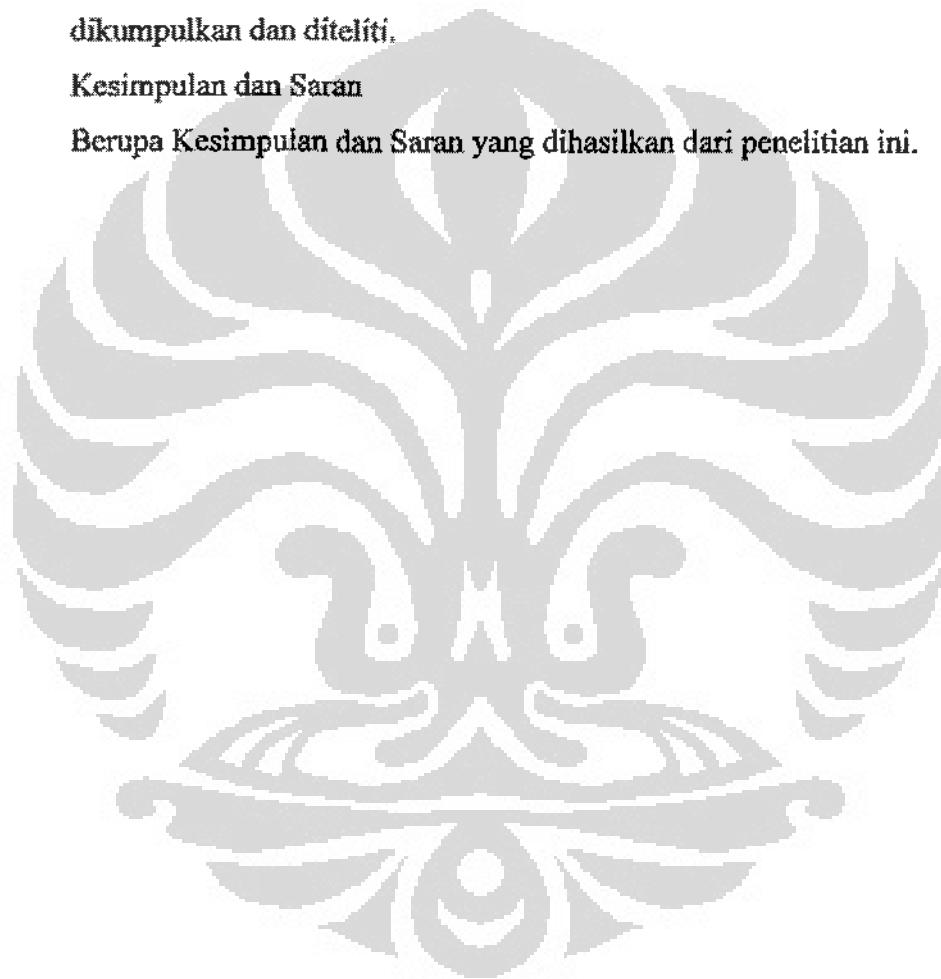 dikumpulkan dan diteliti.
Kesimpulan dan Saran
Berupa Kesimpulan dan Saran yang dihasilkan dari penelitian ini.